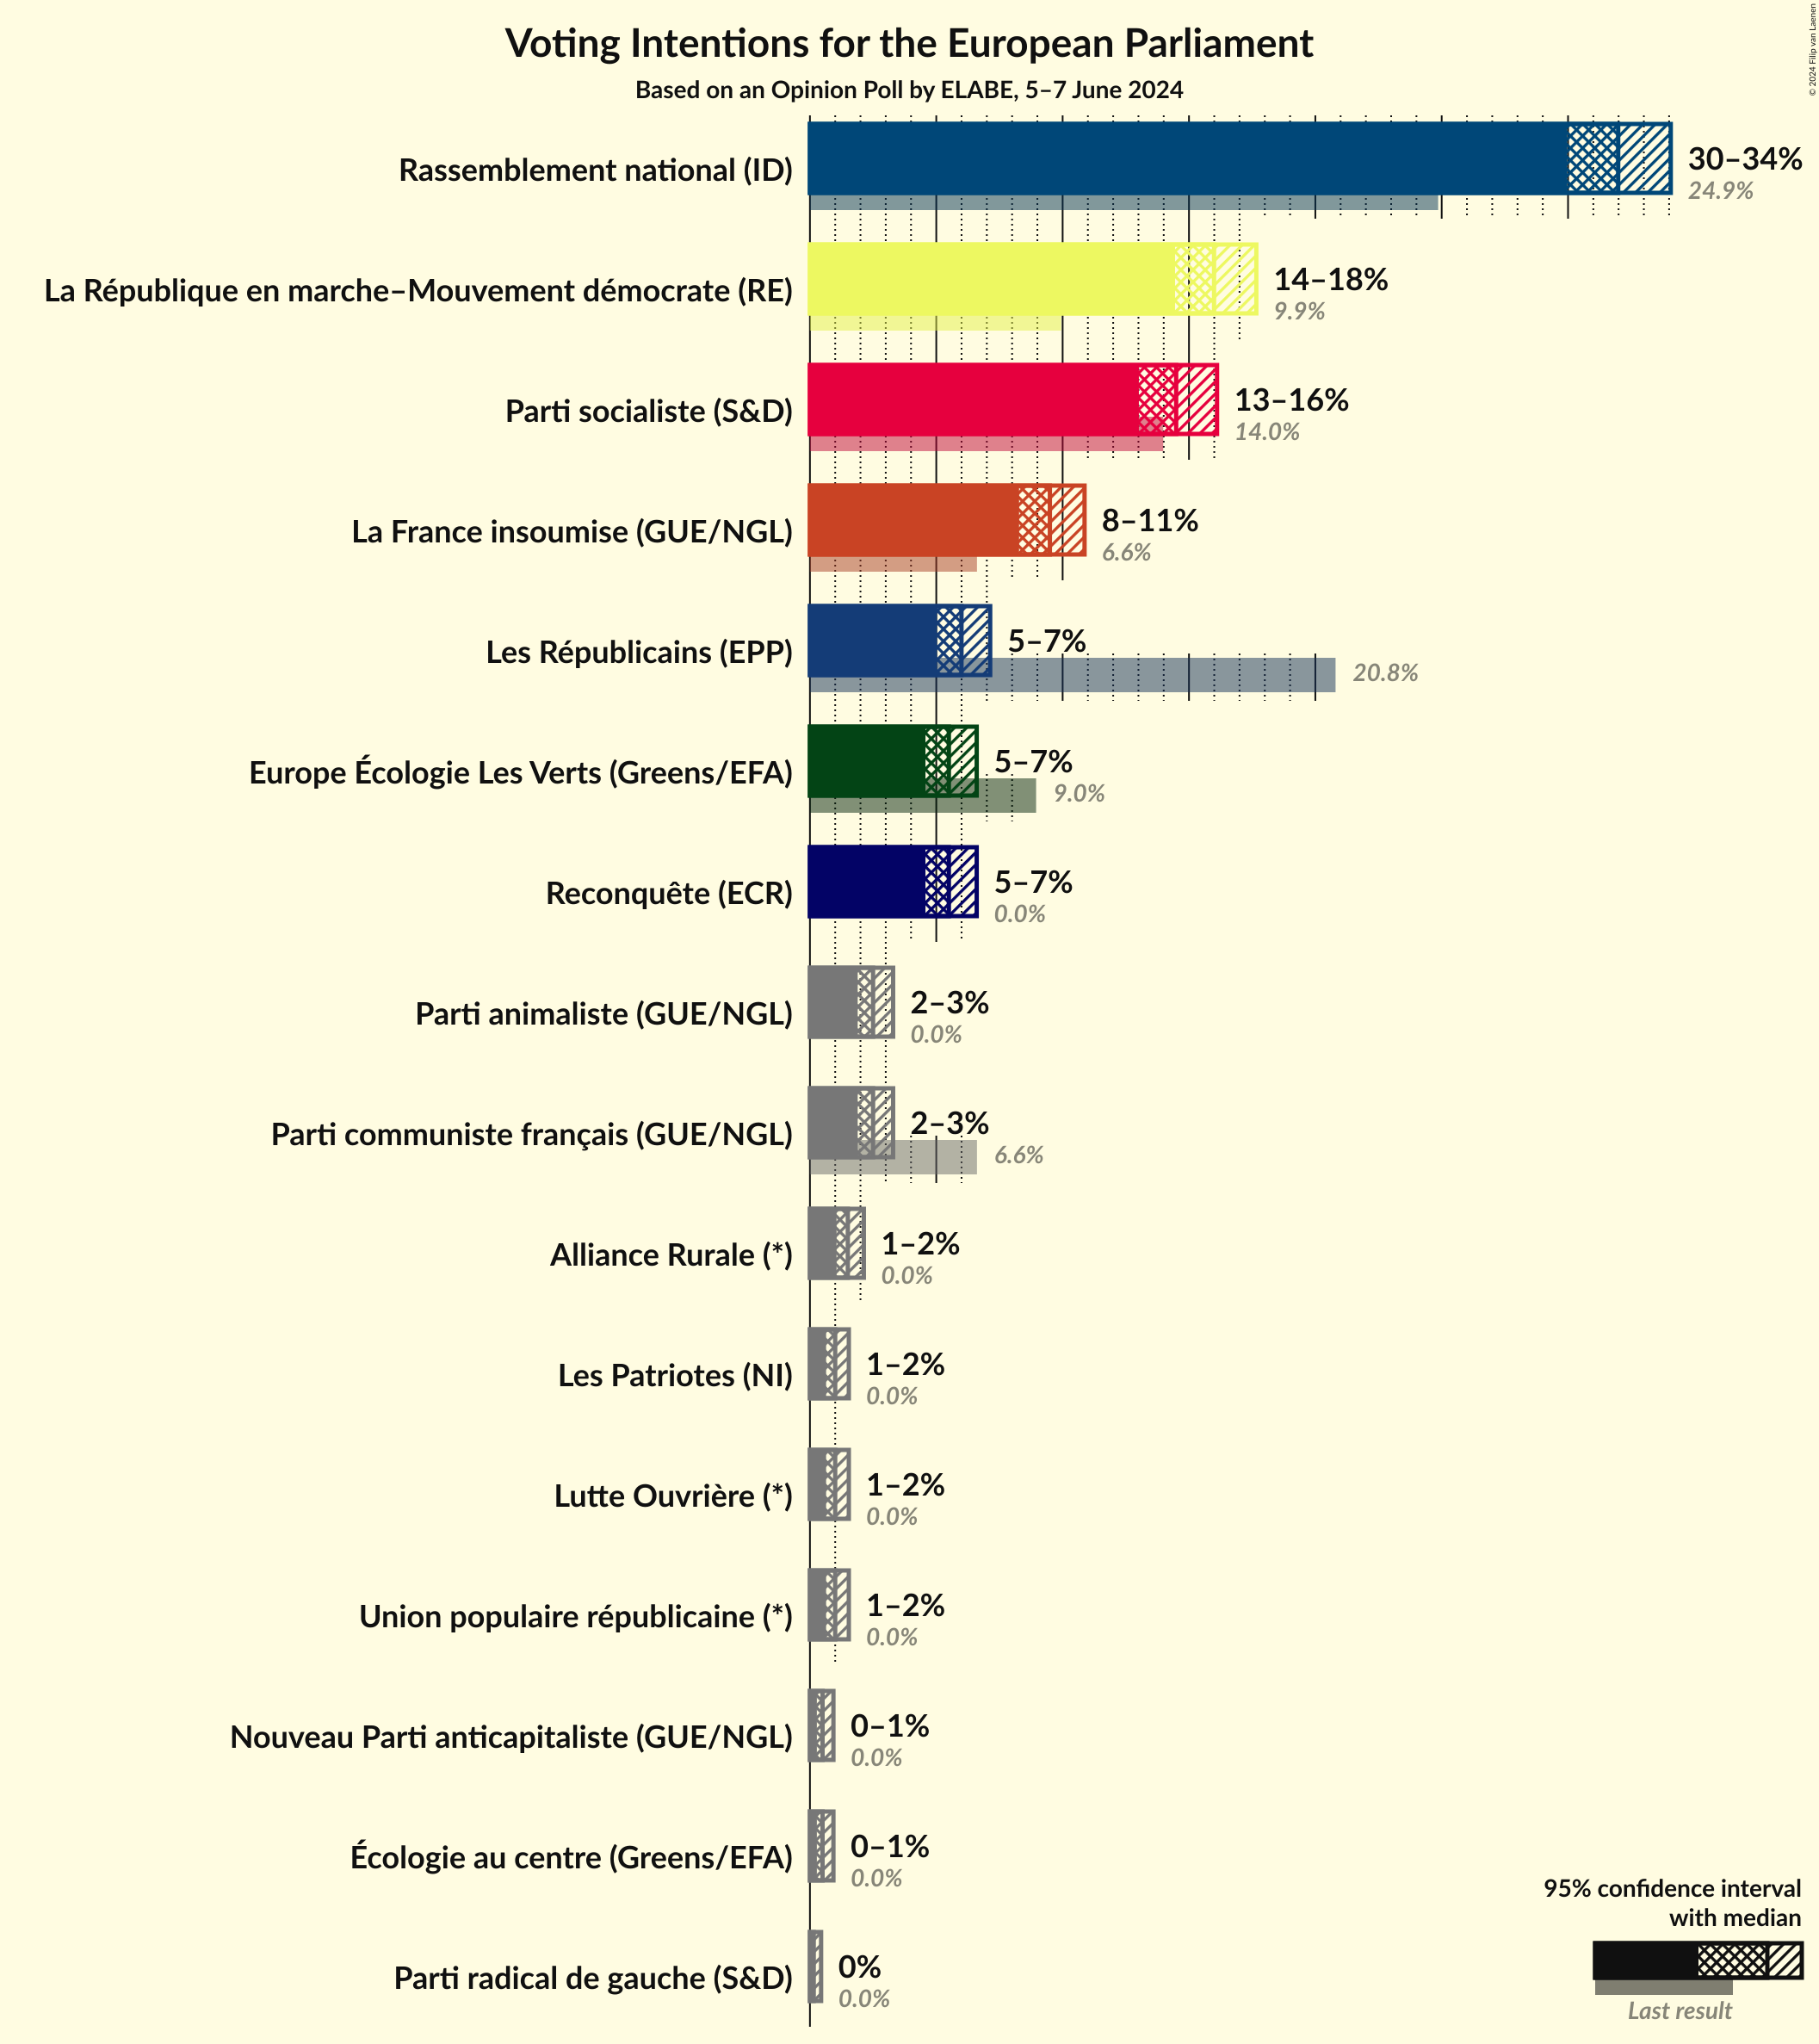 Voting Intentions for the European Parliament
Based on an Opinion Poll by ELABE, 5–7 June 2024
© 2024 Filip van Laenen
Rassemblement national (ID)
30–34%
24.9%
La République en marche–Mouvement démocrate (RE)
14–18%
9.9%
Parti socialiste (S&D)
13–16%
14.0%
La France insoumise (GUE/NGL)
8–11%
6.6%
Les Républicains (EPP)
5–7%
20.8%
Europe Écologie Les Verts (Greens/EFA)
5–7%
9.0%
Reconquête (ECR)
5–7%
0.0%
Parti animaliste (GUE/NGL)
2–3%
0.0%
Parti communiste français (GUE/NGL)
2–3%
6.6%
Alliance Rurale (*)
1–2%
0.0%
Les Patriotes (NI)
1–2%
0.0%
Lutte Ouvrière (*)
1–2%
0.0%
Union populaire républicaine (*)
1–2%
0.0%
Nouveau Parti anticapitaliste (GUE/NGL)
0–1%
0.0%
Écologie au centre (Greens/EFA)
0–1%
0.0%
Parti radical de gauche (S&D)
0%
0.0%
95% confidence interval
with median
Last result